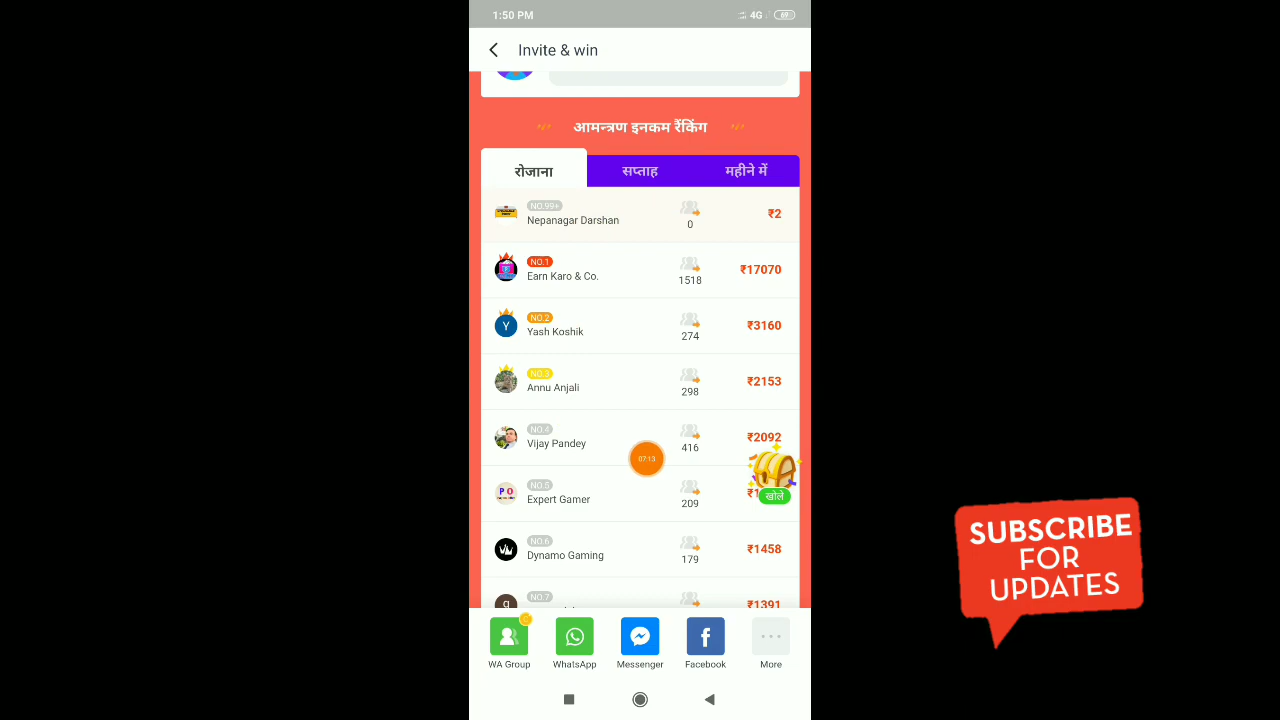 1:50 PM
4G
69
Invite & win
आमन्त्रण इनकम रैंकिंग
रोजाना
सप्ताह
महीने में
NO.99+
Nepanagar Darshan
0
₹2
NO.1
Earn Karo & Co.
1518
₹17070
NO.2
Y
Yash Koshik
274
₹3160
NO.3
Annu Anjali
298
₹2153
NO.4
Vijay Pandey
416
₹2092
07:13
NO.5
P O
Expert Gamer
209
खोले
NO.6
Dynamo Gaming
179
₹1458
NO.7
g
₹1391
WA Group
WhatsApp
Messenger
Facebook
More
SUBSCRIBE
FOR
UPDATES